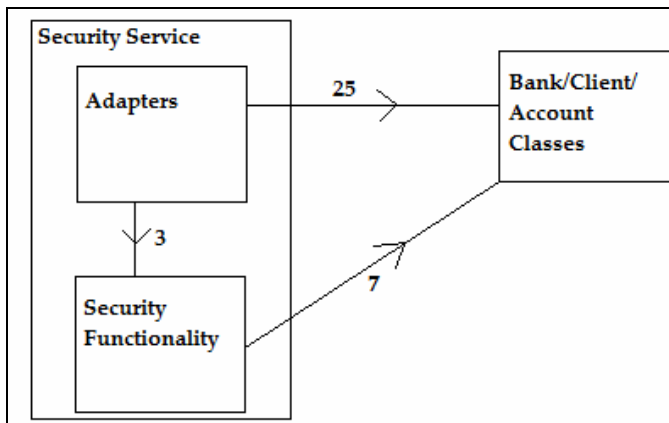 Security Service
Adapters
25
Bank/Client/
Account
Classes
3
7
Security
Functionality